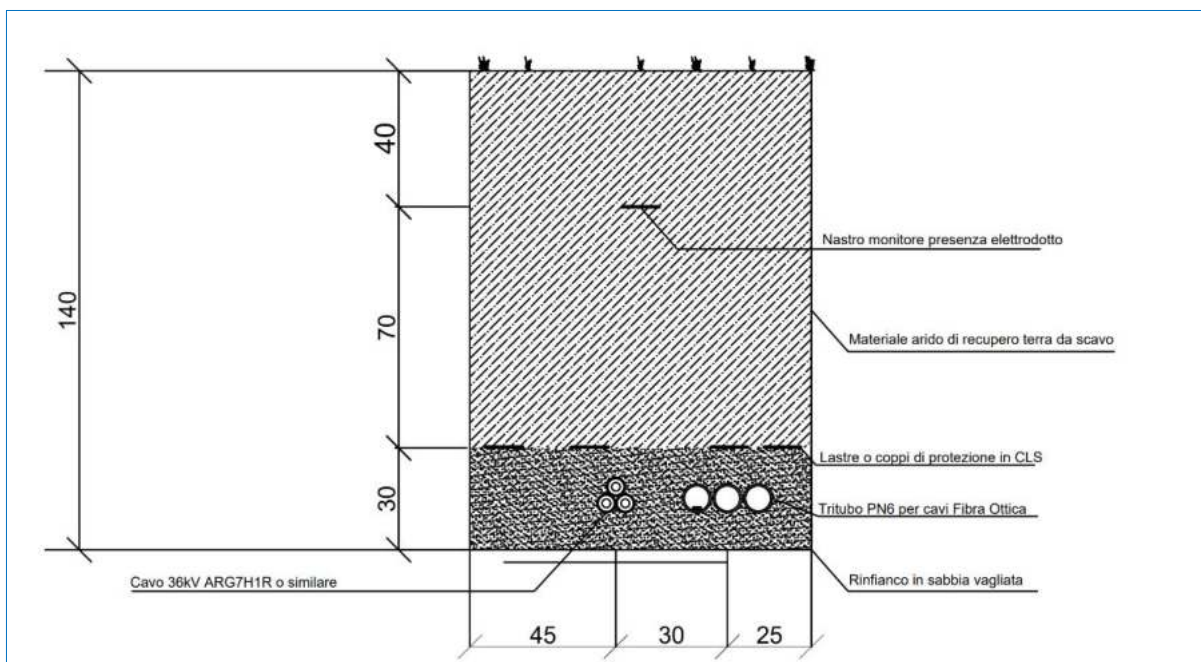 40
Nastro monitore presenza elettrodotto
140
70
Materiale arido di recupero terra da scavo
Lastre o coppi di protezione in CLS
30
Tritubo PN6 per cavi Fibra Ottica
Cavo 36kV ARG7H1R o similare
Rinfianco in sabbia vagliata
45
30
25